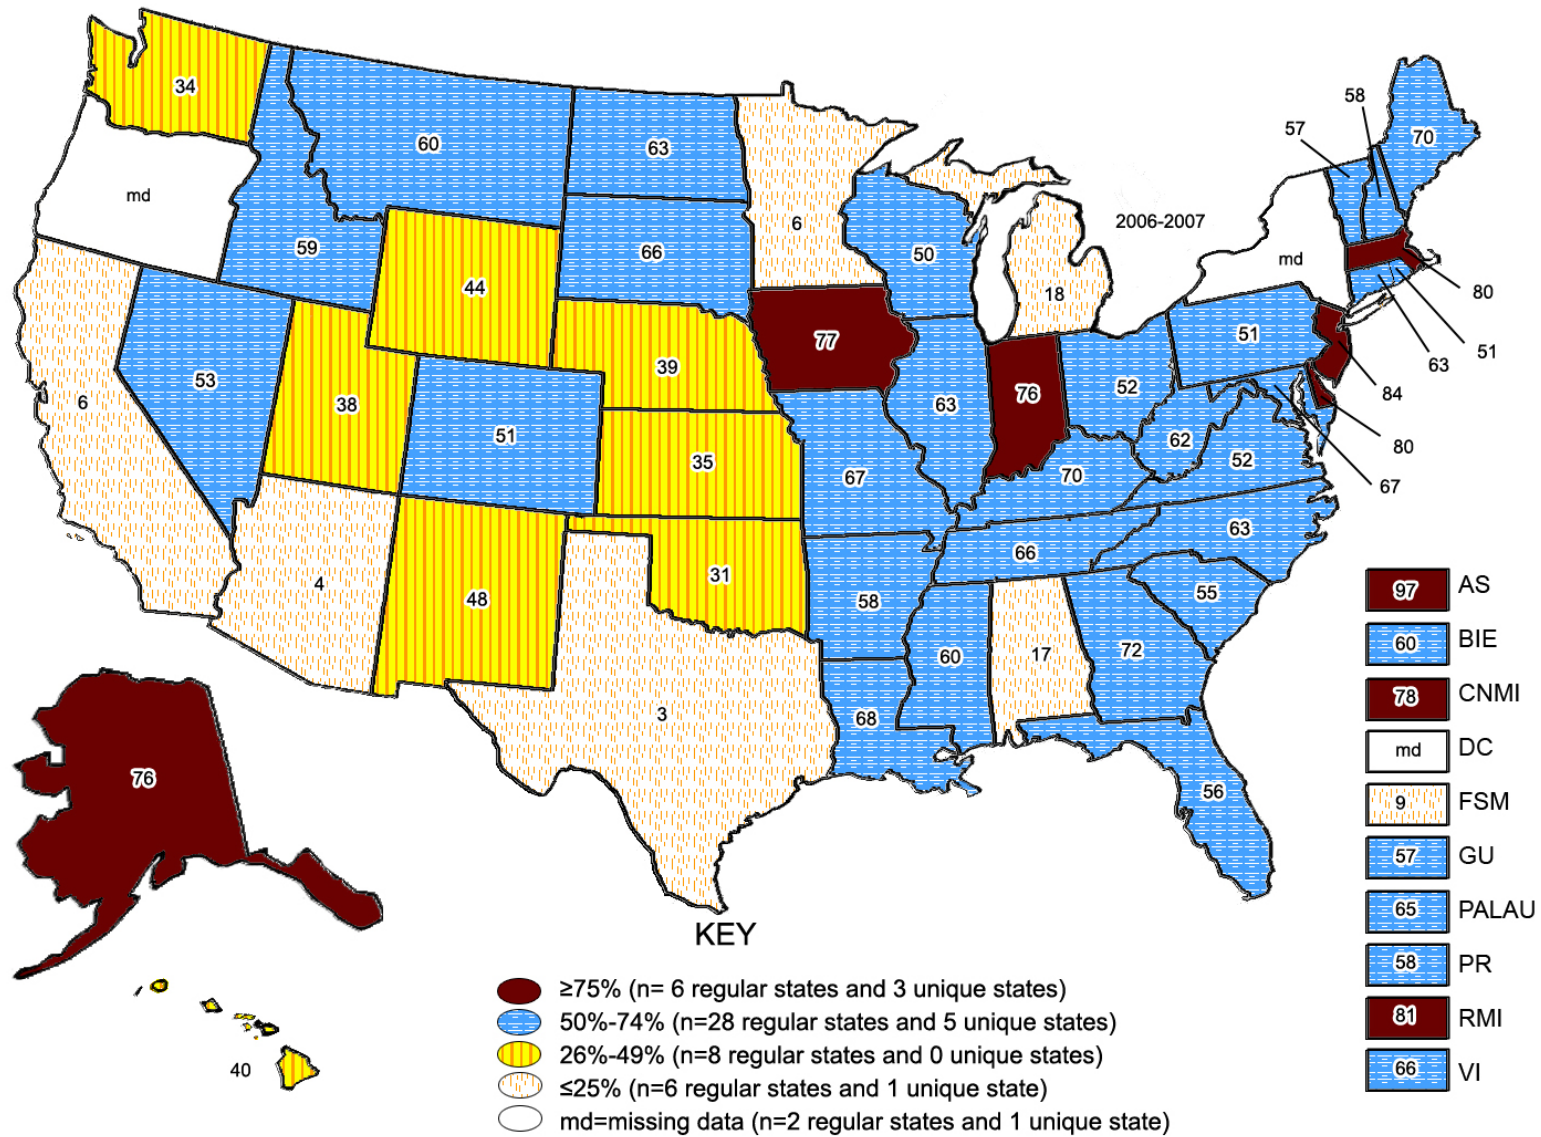 58
57
70
34
60
63
md
6
2006-2007
59
66
50
md
44
18
80
77
51
51
39
63
53
76
52
84
6
38
63
51
62
80
35
70
52
67
67
63
66
31
4
48
58
55
97 AS
17
72
60
60 BIE
3
68
78 CNMI
76
56
md DC
9 FSM
57 GU
65 PALAU
KEY
58 PR
≥75% (n= 6 regular states and 3 unique states)
81 RMI
50%-74% (n=28 regular states and 5 unique states)
26%-49% (n=8 regular states and 0 unique states)
40
66 VI
≤25% (n=6 regular states and 1 unique state)
md=missing data (n=2 regular states and 1 unique state)